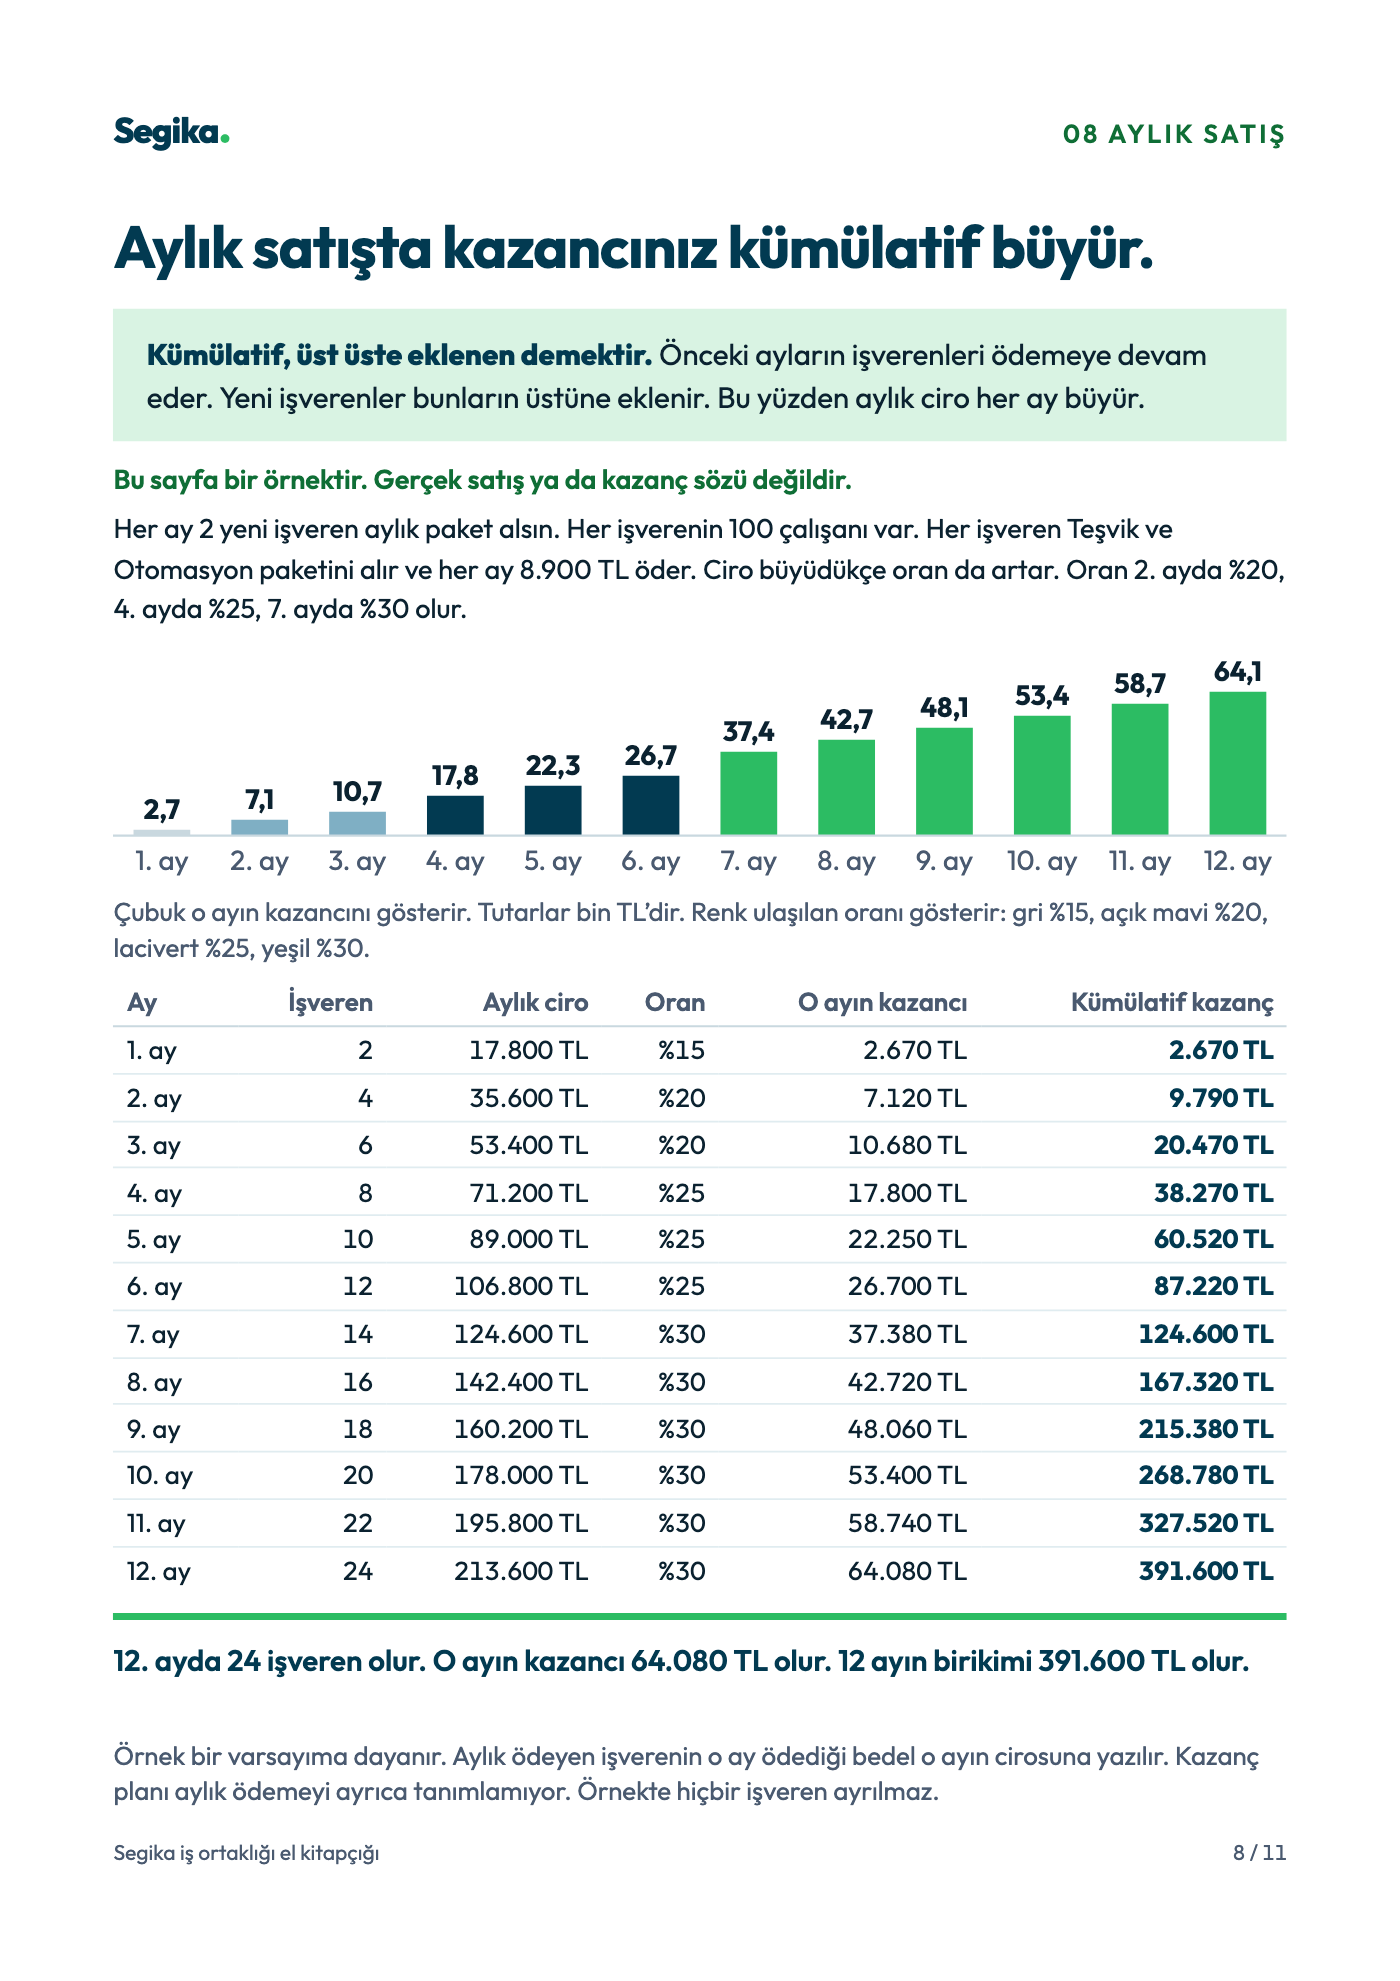 Segika.
08 AYLIK SATIŞ
Aylık satışta kazancınız kümülatif büyür.
Kümülatif, üst üste eklenen demektir. Önceki ayların işverenleri ödemeye devam
eder. Yeni işverenler bunların üstüne eklenir. Bu yüzden aylık ciro her ay büyür.
Bu sayfa bir örnektir. Gerçek satış ya da kazanç sözü değildir.
Her ay 2 yeni işveren aylık paket alsın. Her işverenin 100 çalışanı var. Her işveren Teşvik ve
Otomasyon paketini alır ve her ay 8.900 TL öder. Ciro büyüdükçe oran da artar. Oran 2. ayda %20,
4. ayda %25, 7. ayda %30 olur.
2,7 7,1 10,7 17,8 22,3 26,7 37,4 42,7 48,1 53,4 58,7 64,1
1. ay 2. ay 3. ay 4. ay 5. ay 6. ay 7. ay 8. ay 9. ay 10. ay 11. ay 12. ay
Çubuk o ayın kazancını gösterir. Tutarlar bin TL’dir. Renk ulaşılan oranı gösterir: gri %15, açık mavi %20,
lacivert %25, yeşil %30.
Ay İşveren Aylık ciro Oran O ayın kazancı Kümülatif kazanç
1. ay 2 17.800 TL %15 2.670 TL 2.670 TL
2. ay 4 35.600 TL %20 7.120 TL 9.790 TL
3. ay 6 53.400 TL %20 10.680 TL 20.470 TL
4. ay 8 71.200 TL %25 17.800 TL 38.270 TL
5. ay 10 89.000 TL %25 22.250 TL 60.520 TL
6. ay 12 106.800 TL %25 26.700 TL 87.220 TL
7. ay 14 124.600 TL %30 37.380 TL 124.600 TL
8. ay 16 142.400 TL %30 42.720 TL 167.320 TL
9. ay 18 160.200 TL %30 48.060 TL 215.380 TL
10. ay 20 178.000 TL %30 53.400 TL 268.780 TL
11. ay 22 195.800 TL %30 58.740 TL 327.520 TL
12. ay 24 213.600 TL %30 64.080 TL 391.600 TL
12. ayda 24 işveren olur. O ayın kazancı 64.080 TL olur. 12 ayın birikimi 391.600 TL olur.
Örnek bir varsayıma dayanır. Aylık ödeyen işverenin o ay ödediği bedel o ayın cirosuna yazılır. Kazanç
planı aylık ödemeyi ayrıca tanımlamıyor. Örnekte hiçbir işveren ayrılmaz.
Segika iş ortaklığı el kitapçığı
8 / 11